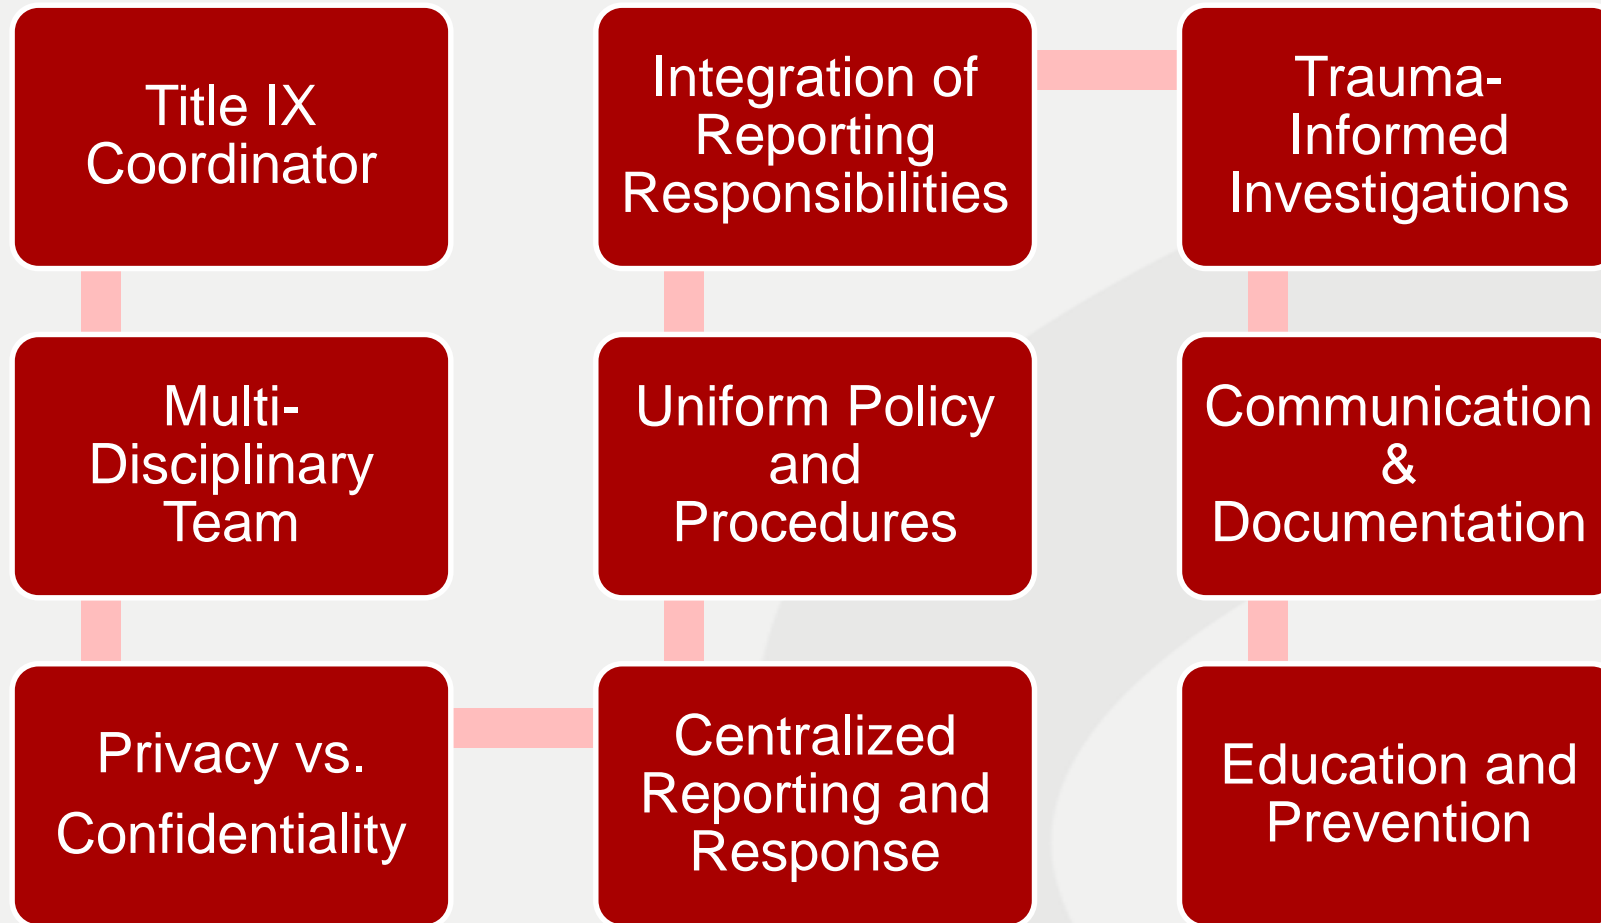 Title IX
Coordinator
Multi-
Disciplinary
Team
Privacy vs.
Confidentiality
Centralized
Reporting and
Response
Uniform Policy
and
Procedures
Integration of
Reporting
Responsibilities
Trauma-
Informed
Investigations
Communication
&
Documentation
Education and
Prevention